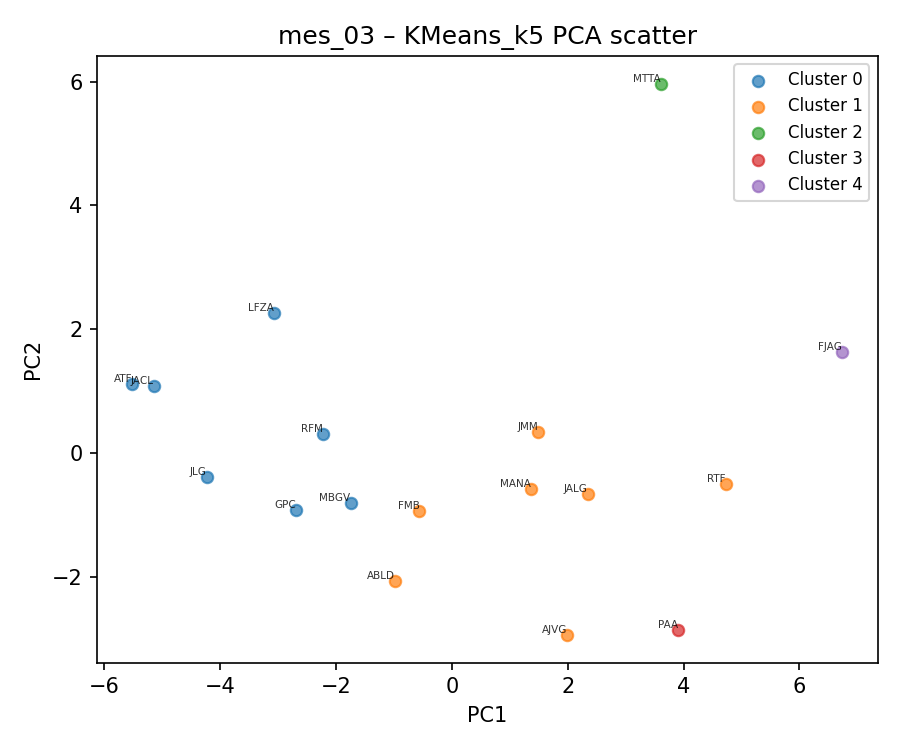 mes_03 – KMeans_k5 PCA scatter
MTTA
Cluster 0
Cluster 1
Cluster 2
Cluster 3
Cluster 4
LFZA
FJAG
ATF
JACL
RFM
JMM
JLG
MANA
JALG
RTF
GPC
MBGV
FMB
ABLD
AJVG
PAA
6
4
2
0
−2
PC2
−6
−4
−2
0
2
4
6
PC1